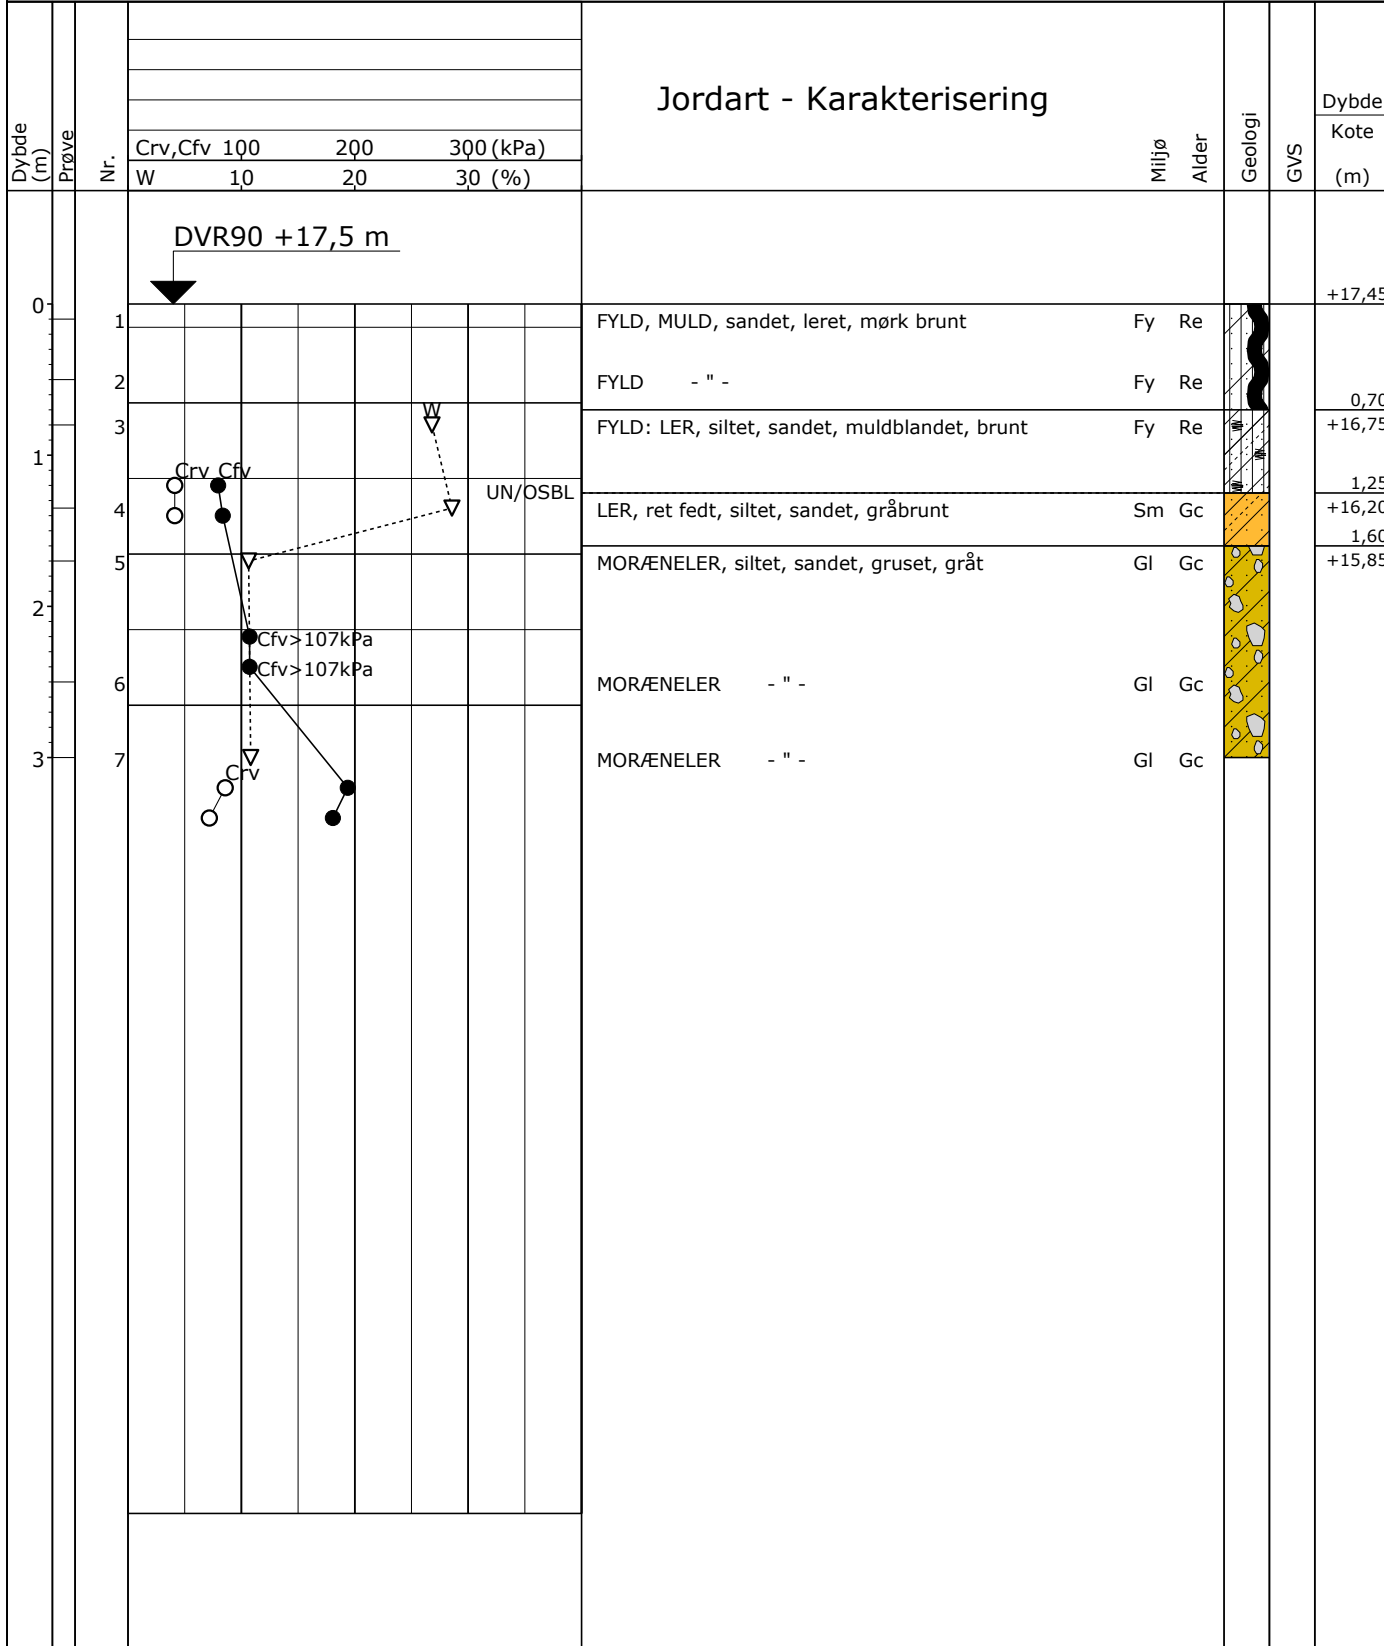 Jordart - Karakterisering
Dybde (m)
Prøve
Nr.
Crv,Cfv 100 200 300 (kPa)
W 10 20 30 (%)
Miljø
Alder
Geologi
GVS
Dybde
Kote
(m)
DVR90 +17,5 m
+17,45
0
1 FYLD, MULD, sandet, leret, mørk brunt Fy Re
2 FYLD - " - Fy Re
0,70
W
3 FYLD: LER, siltet, sandet, muldblandet, brunt Fy Re +16,75
1
Crv Cfv
1,25
UN/OSBL
4 LER, ret fedt, siltet, sandet, gråbrunt Sm Gc +16,20
1,60
5 MORÆNELER, siltet, sandet, gruset, gråt Gl Gc +15,85
2
Cfv>107kPa
Cfv>107kPa
6 MORÆNELER - " - Gl Gc
3 7 MORÆNELER - " - Gl Gc
Crv